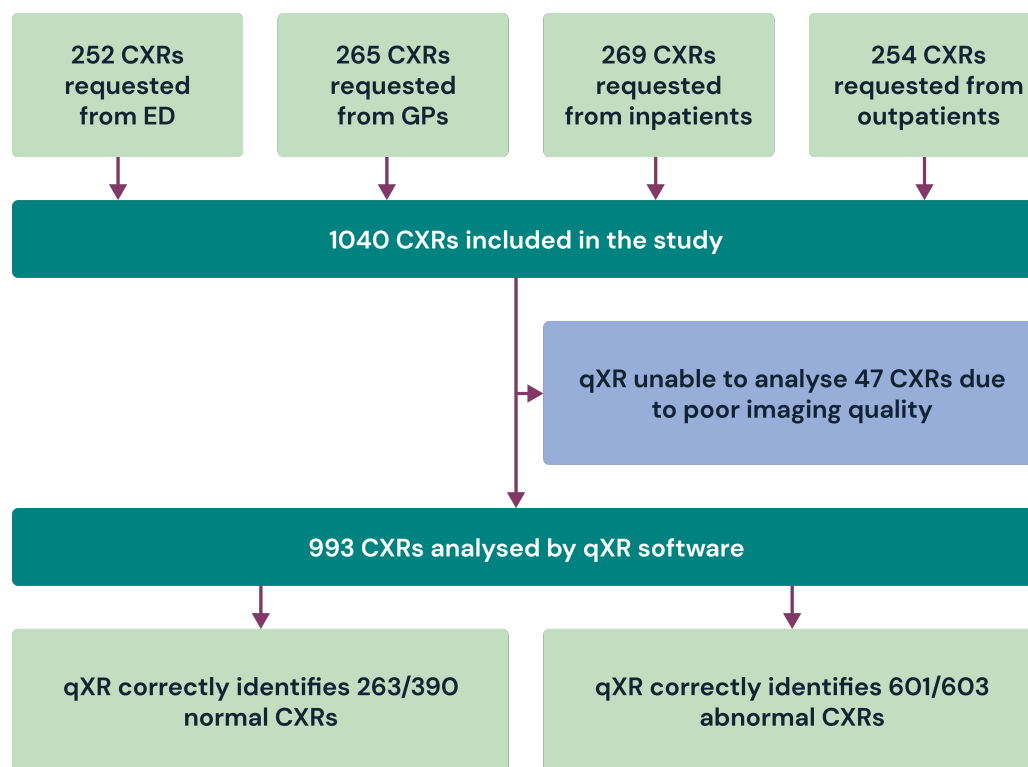 252 CXRs
requested
from ED
265 CXRs
requested
from GPs
269 CXRs
requested
from inpatients
254 CXRs
requested from
outpatients
1040 CXRs included in the study
qXR unable to analyse 47 CXRs due
to poor imaging quality
993 CXRs analysed by qXR software
qXR correctly identifies 263/390
normal CXRs
qXR correctly identifies 601/603
abnormal CXRs